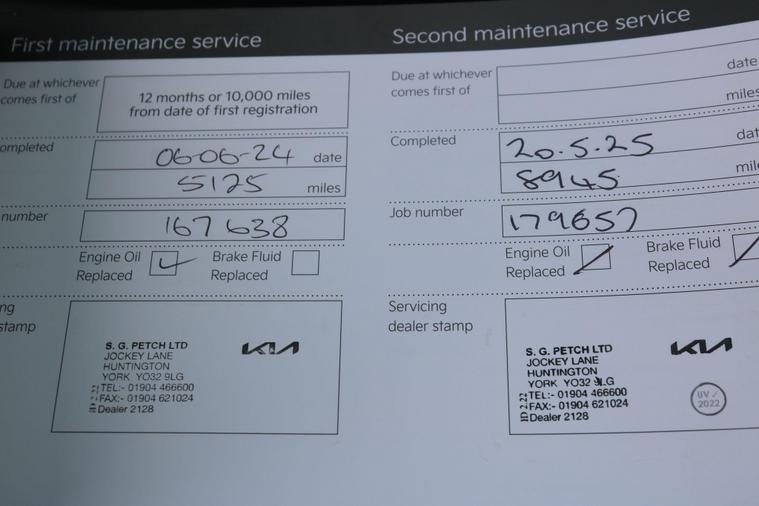 First maintenance service
Due at whichever
comes first of
12 months or 10,000 miles
from date of first registration
ompleted
06-06-24 date
5125 miles
number
167638
Engine Oil
Replaced
Brake Fluid
Replaced
ng
stamp
S. G. PETCH LTD
JOCKEY LANE
HUNTINGTON
YORK YO32 9LG
TEL:- 01904 466600
FAX:- 01904 621024
Dealer 2128
KIA
Second maintenance service
Due at whichever
comes first of
date
miles
Completed
20.5.25 dat
8945 mil
Job number
179657
Engine Oil
Replaced
Brake Fluid
Replaced
Servicing
dealer stamp
S. G. PETCH LTD
JOCKEY LANE
HUNTINGTON
YORK YO32 9LG
TEL:- 01904 466600
FAX:- 01904 621024
Dealer 2128
KIA
UV ✓
2022